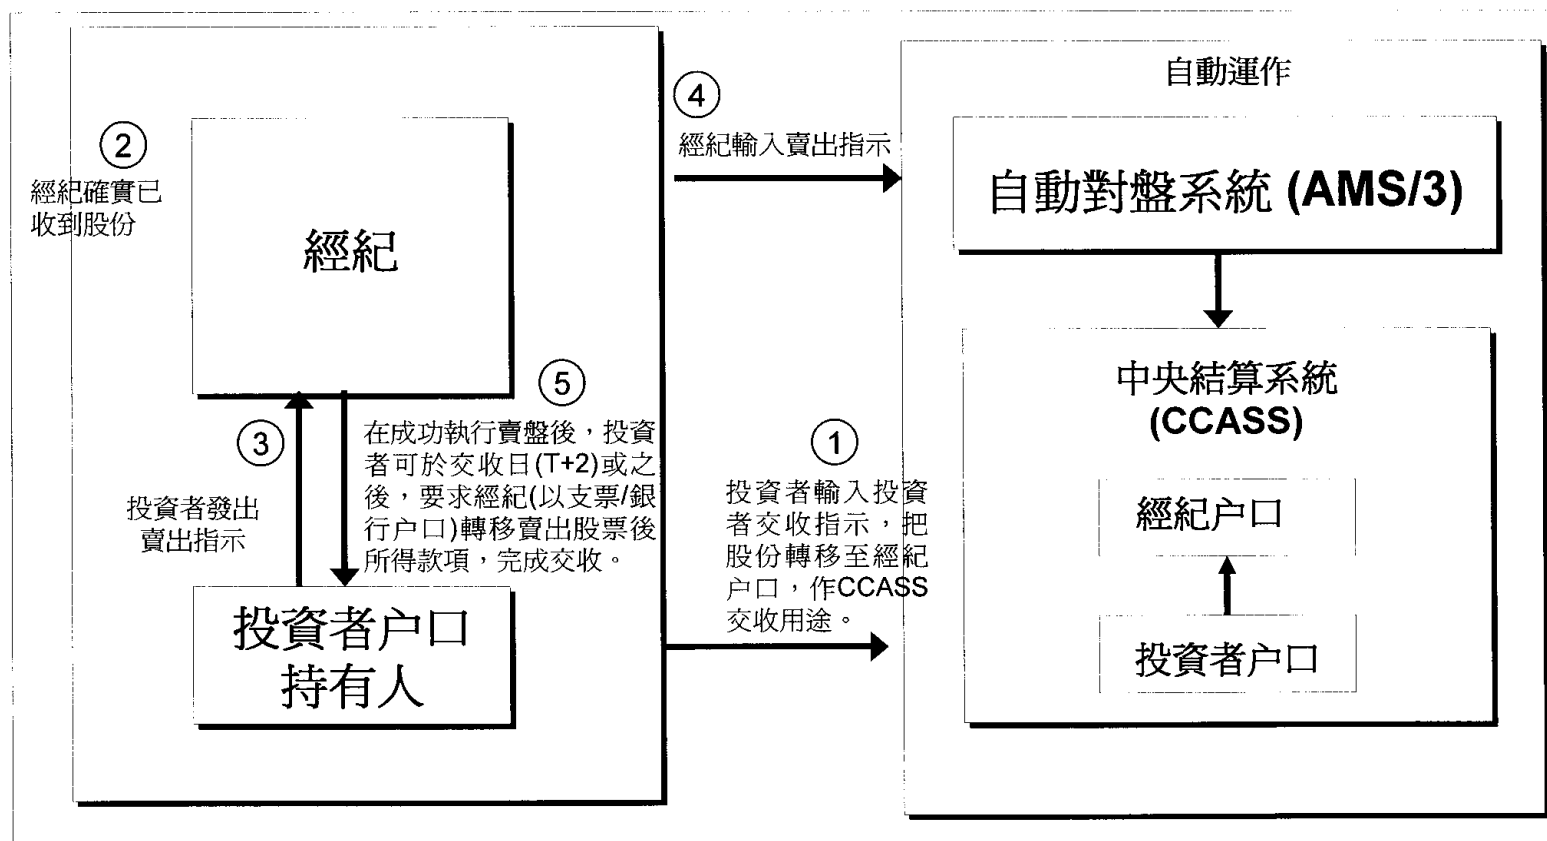 自動運作
④
經紀輸入賣出指示
自動對盤系統 (AMS/3)
②
經紀確實已
收到股份
經紀
中央結算系統
(CCASS)
⑤
在成功執行賣盤後，投資
者可於交收日(T+2)或之
後，要求經紀(以支票/銀
行户口)轉移賣出股票後
所得款項，完成交收。
③
投資者發出
賣出指示
①
投資者輸入投資
者交收指示，把
股份轉移至經紀
户口，作CCASS
交收用途。
經紀户口
投資者户口
投資者户口
持有人